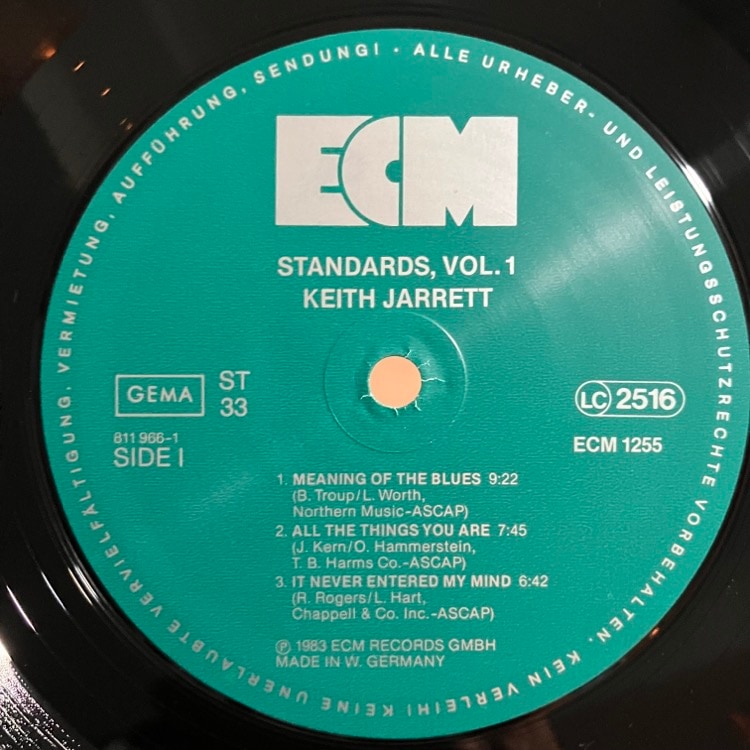 ALLE URHEBER- UND LEISTUNGSSCHUTZRECHTE VORBEHALTEN. KEIN VERLEIH! KEINE UNERLAUBTE VERVIELFÄLTIGUNG, VERMIETUNG, AUFFÜHRUNG, SENDUNG! ·
ECM
STANDARDS, VOL. 1
KEITH JARRETT
GEMA
ST
33
811 966-1
SIDE I
LC 2516
ECM 1255
1. MEANING OF THE BLUES 9:22
(B. Troup/L. Worth,
Northern Music-ASCAP)
2. ALL THE THINGS YOU ARE 7:45
(J. Kern/O. Hammerstein,
T. B. Harms Co.-ASCAP)
3. IT NEVER ENTERED MY MIND 6:42
(R. Rogers/L. Hart,
Chappell & Co. Inc.-ASCAP)
Ⓟ 1983 ECM RECORDS GMBH
MADE IN W. GERMANY